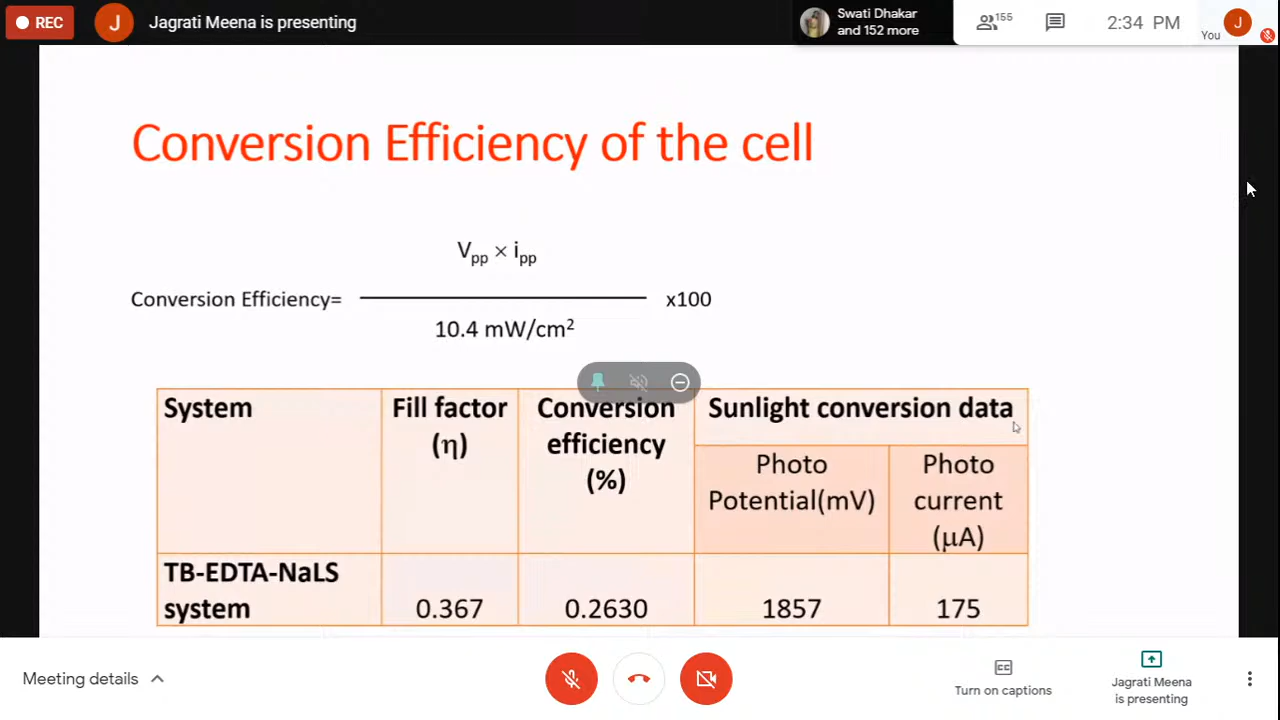 REC
J
Jagrati Meena is presenting
Swati Dhakar
and 152 more
155
2:34 PM
You
J
Conversion Efficiency of the cell
Vpp × ipp
Conversion Efficiency=
x100
10.4 mW/cm²
System
Fill factor
(η)
Conversion
efficiency
(%)
Sunlight conversion data
Photo
Potential(mV)
Photo
current
(μA)
TB-EDTA-NaLS
system
0.367
0.2630
1857
175
Meeting details
CC
Turn on captions
Jagrati Meena
is presenting